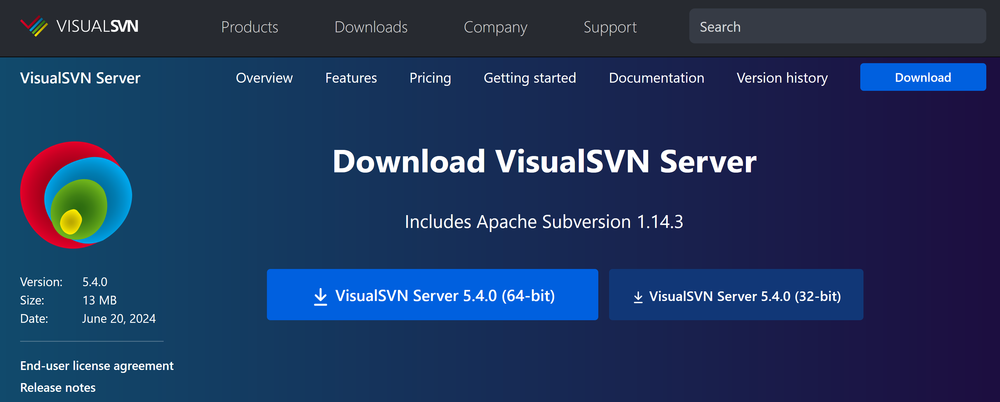 VISUALSVN
Products
Downloads
Company
Support
Search
VisualSVN Server
Overview
Features
Pricing
Getting started
Documentation
Version history
Download
Download VisualSVN Server
Includes Apache Subversion 1.14.3
VisualSVN Server 5.4.0 (64-bit)
VisualSVN Server 5.4.0 (32-bit)
Version: 5.4.0
Size: 13 MB
Date: June 20, 2024
End-user license agreement
Release notes